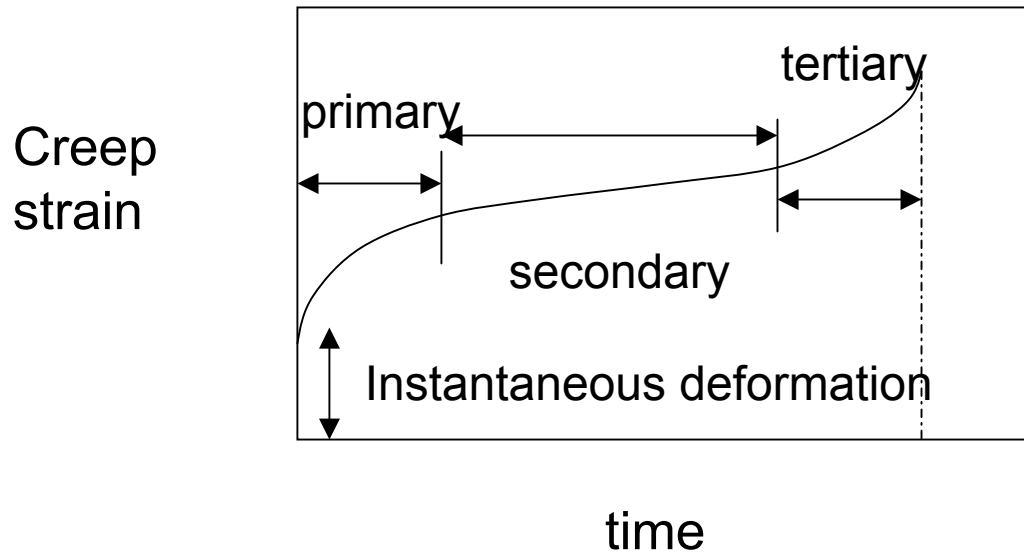 tertiary
primary
Creep
strain
secondary
Instantaneous deformation
time